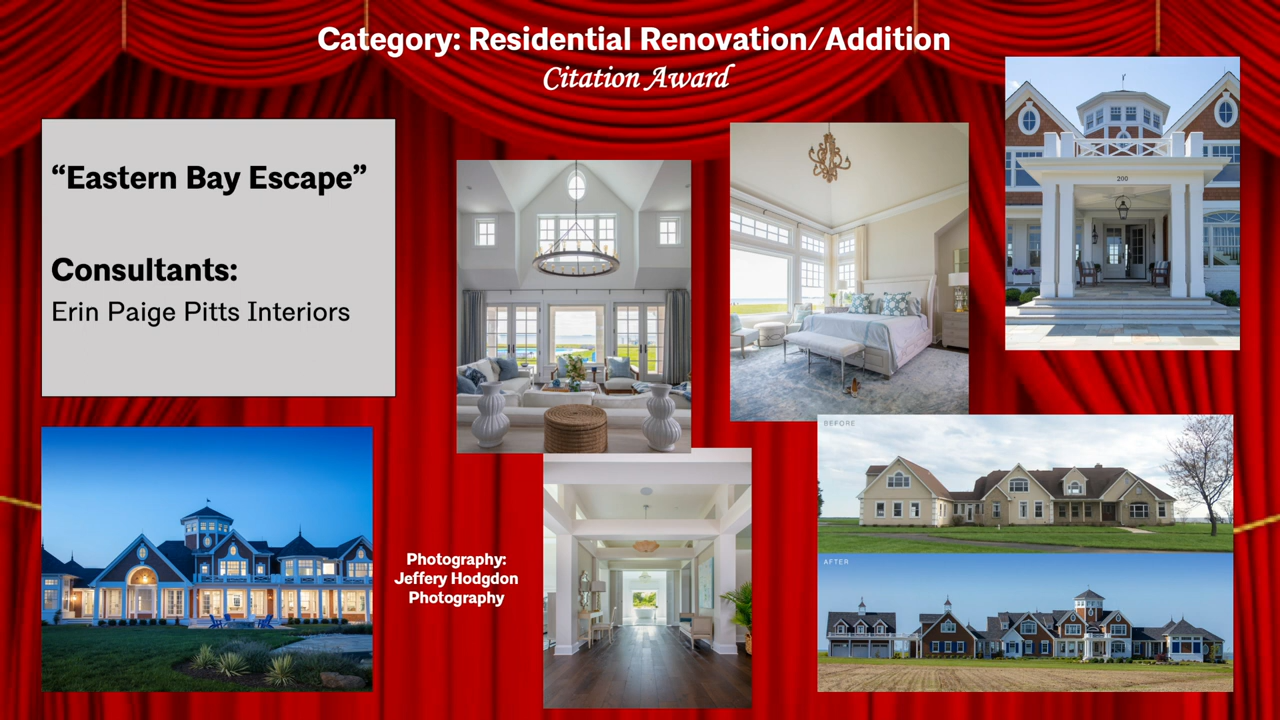 Category: Residential Renovation/Addition
Citation Award
“Eastern Bay Escape”
Consultants:
Erin Paige Pitts Interiors
200
BEFORE
AFTER
Photography:
Jeffery Hodgdon
Photography